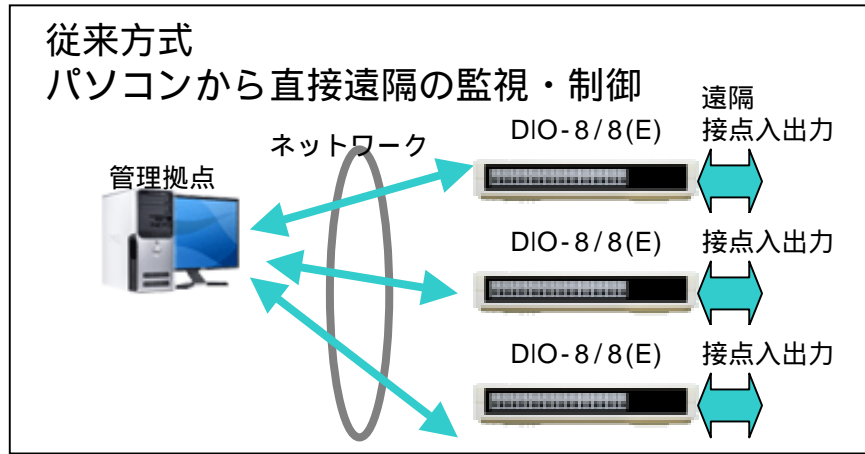 従来方式
パソコンから直接遠隔の監視・制御
遠隔
DIO-8/8(E) 接点入出力
ネットワーク
管理拠点
DIO-8/8(E) 接点入出力
DIO-8/8(E) 接点入出力